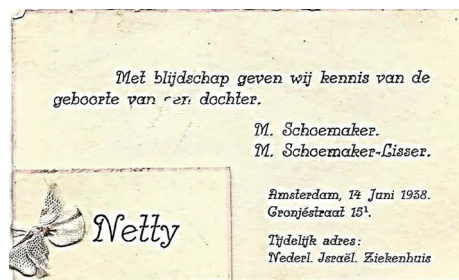 Met blijdschap geven wij kennis van de
geboorte van een dochter.
M. Schoemaker.
M. Schoemaker-Lisser.
Netty
Amsterdam, 14 Juni 1938.
Cronjéstraat 15¹.
Tijdelijk adres:
Nederl. Israël. Ziekenhuis